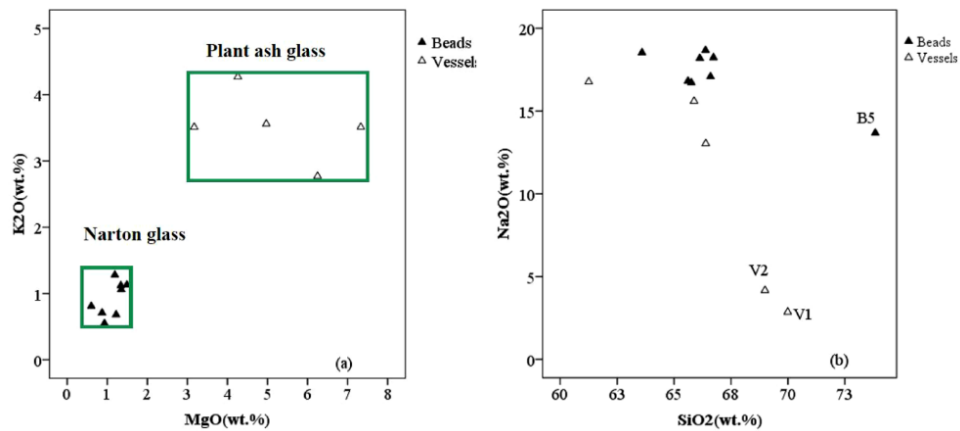 5
4
3
2
1
0
K2O(wt.%)
Plant ash glass
Narton glass
(a)
0 1 2 3 4 5 6 7 8
MgO(wt.%)
Beads
Vessels
20
15
10
5
0
Na2O(wt.%)
B5
V2
V1
(b)
60 63 65 68 70 73
SiO2(wt.%)
Beads
Vessels